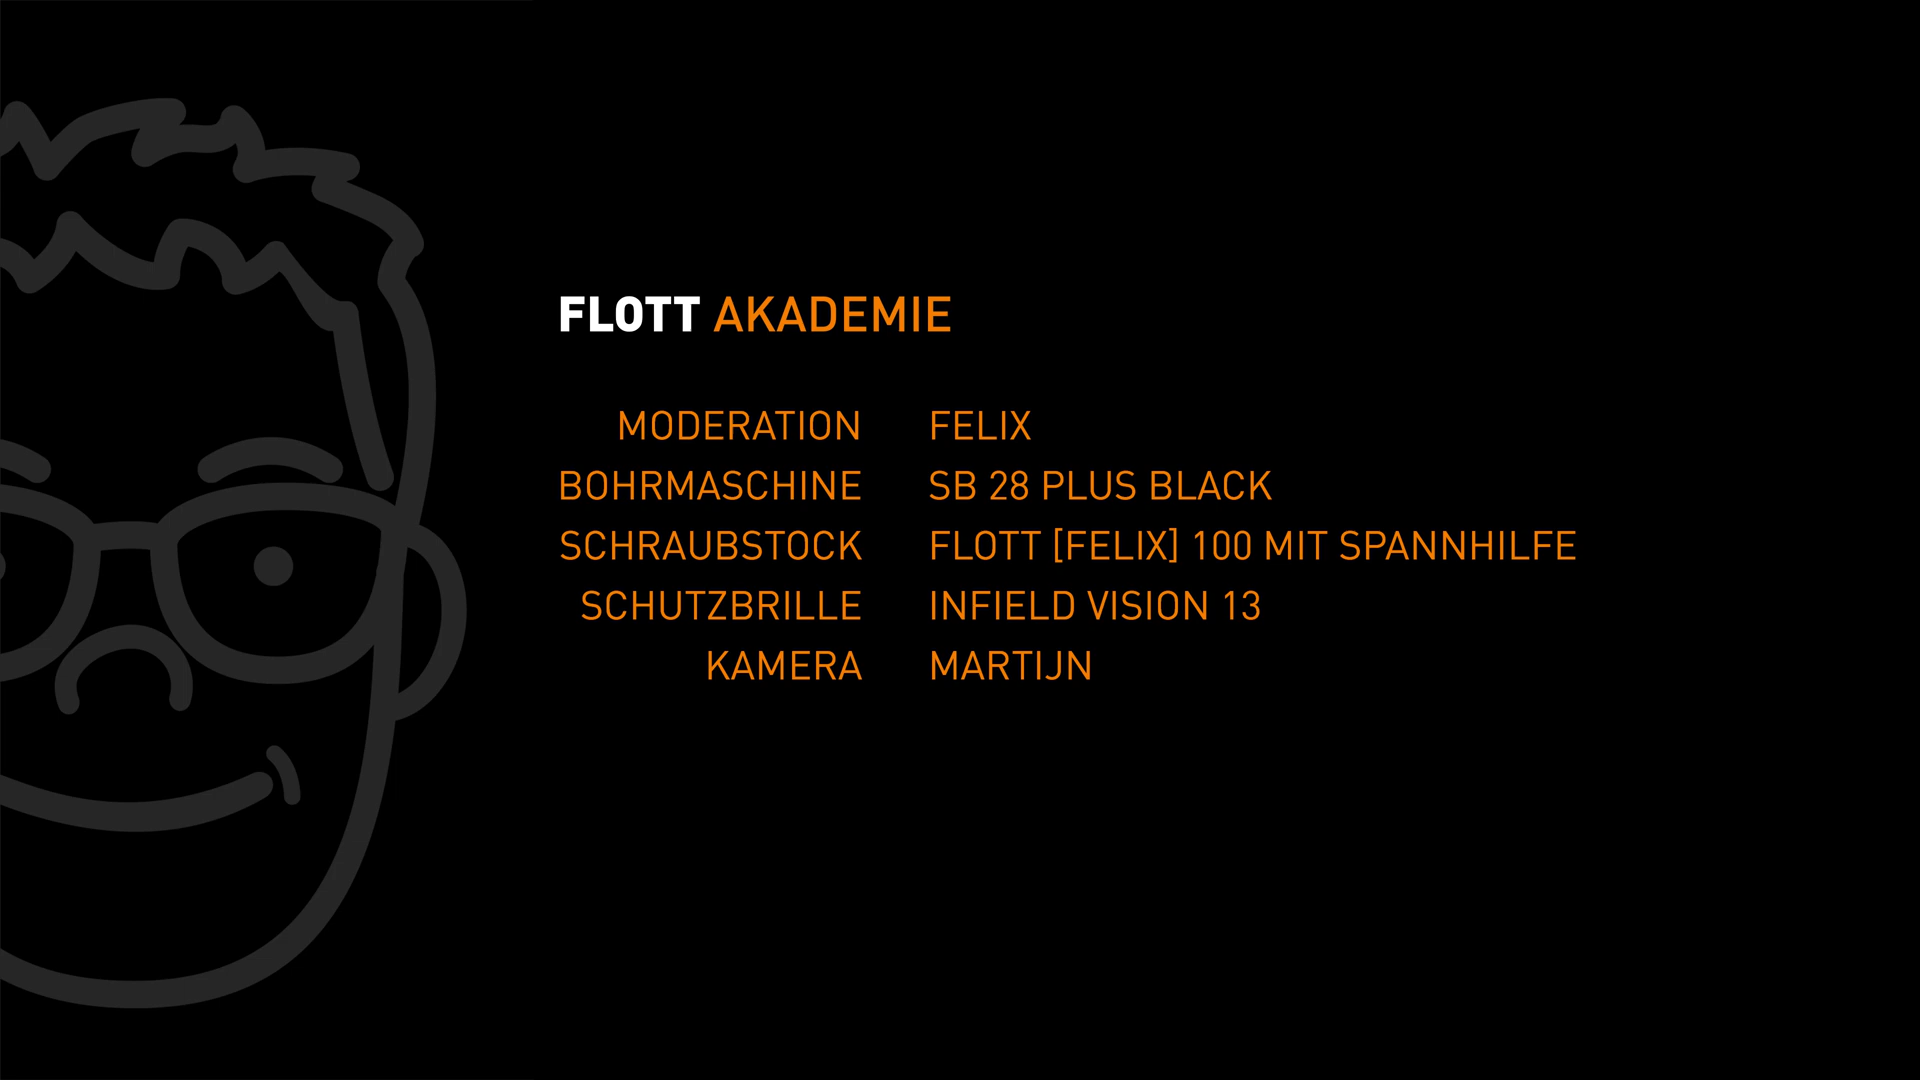 FLOTT AKADEMIE
MODERATION FELIX
BOHRMASCHINE SB 28 PLUS BLACK
SCHRAUBSTOCK FLOTT [FELIX] 100 MIT SPANNHILFE
SCHUTZBRILLE INFIELD VISION 13
KAMERA MARTIJN